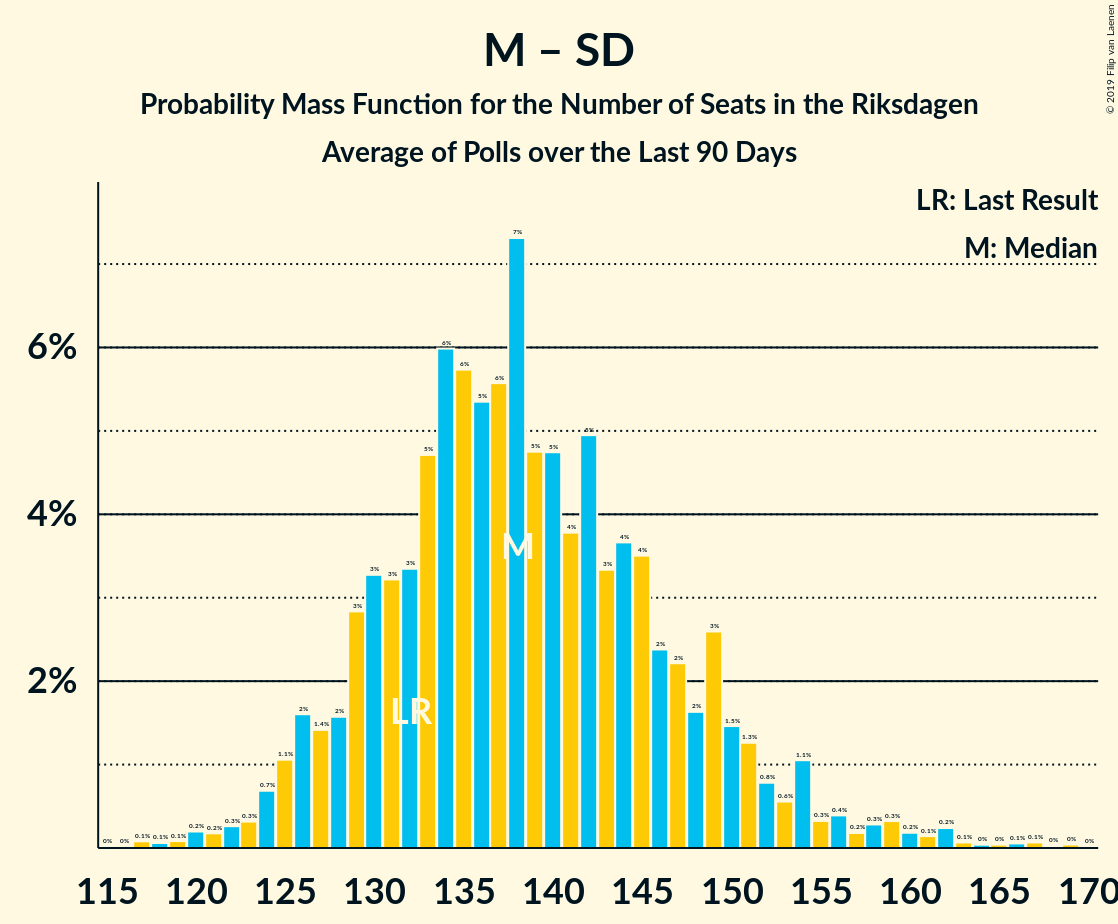 M – SD
Probability Mass Function for the Number of Seats in the Riksdagen
Average of Polls over the Last 90 Days
© 2019 Filip van Laenen
LR: Last Result
M: Median
6%
4%
2%
0% 0% 0.1% 0.1% 0.1% 0.2% 0.2% 0.3% 0.3% 0.7% 1.1% 2% 1.4% 2% 3% 3% 3% 3% 5% 6% 6% 5% 6% 7% 5% 5% 4% 5% 3% 4% 4% 2% 2% 2% 3% 1.5% 1.3% 0.8% 0.6% 1.1% 0.3% 0.4% 0.2% 0.3% 0.3% 0.2% 0.1% 0.2% 0.1% 0% 0% 0.1% 0.1% 0% 0% 0%
M
LR
115 120 125 130 135 140 145 150 155 160 165 170